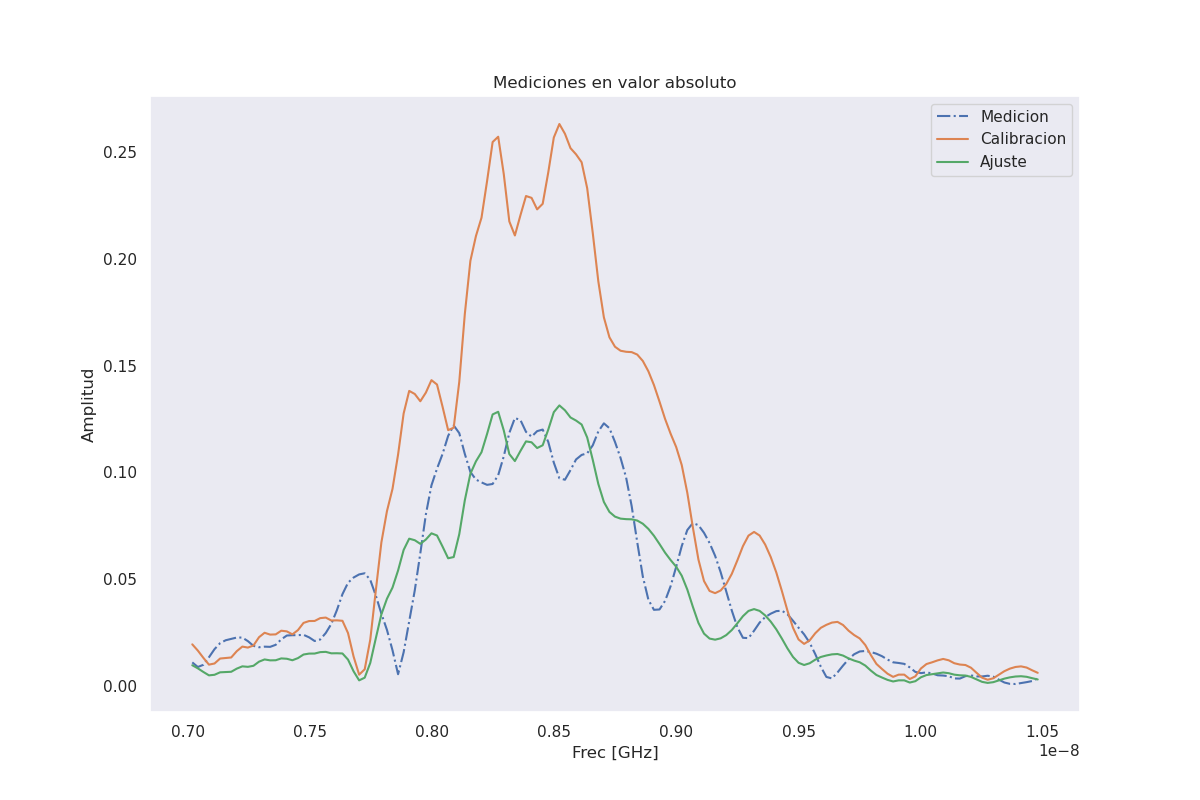 Mediciones en valor absoluto
Medicion
Calibracion
Ajuste
Amplitud
0.25
0.20
0.15
0.10
0.05
0.00
0.70 0.75 0.80 0.85 0.90 0.95 1.00 1.05
1e−8
Frec [GHz]